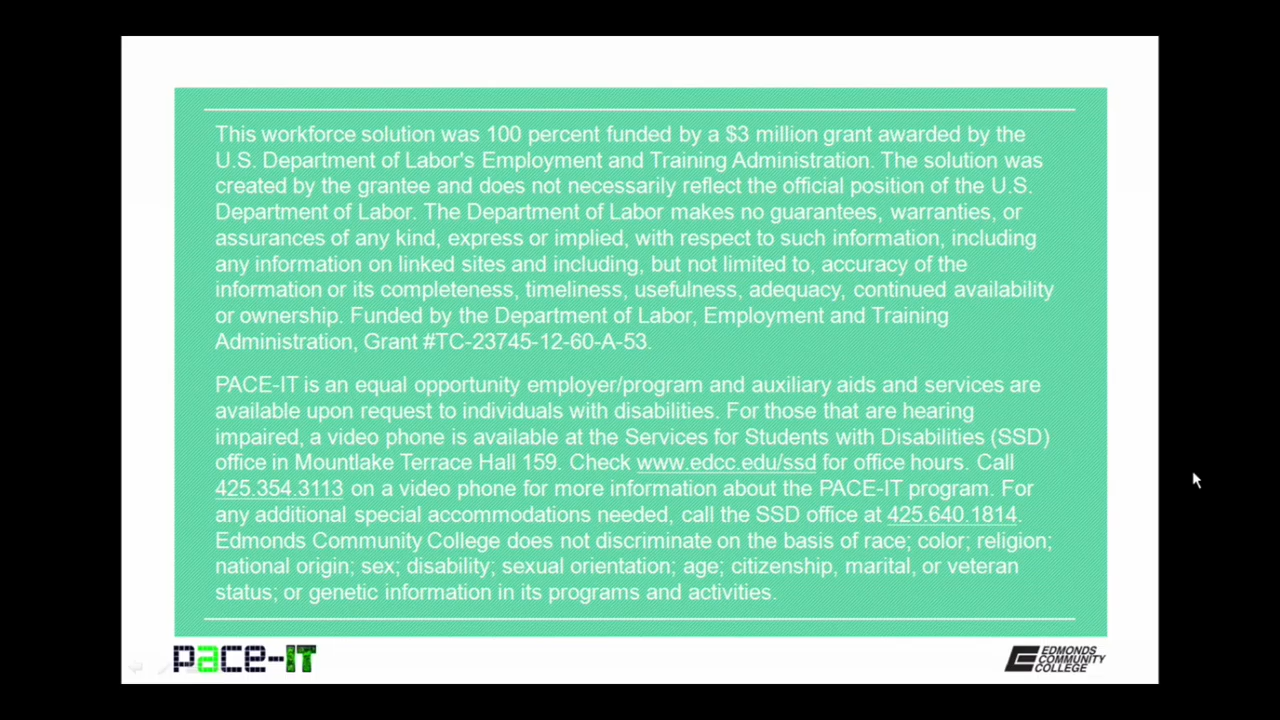 This workforce solution was 100 percent funded by a $3 million grant awarded by the
U.S. Department of Labor's Employment and Training Administration. The solution was
created by the grantee and does not necessarily reflect the official position of the U.S.
Department of Labor. The Department of Labor makes no guarantees, warranties, or
assurances of any kind, express or implied, with respect to such information, including
any information on linked sites and including, but not limited to, accuracy of the
information or its completeness, timeliness, usefulness, adequacy, continued availability
or ownership. Funded by the Department of Labor, Employment and Training
Administration, Grant #TC-23745-12-60-A-53.
PACE-IT is an equal opportunity employer/program and auxiliary aids and services are
available upon request to individuals with disabilities. For those that are hearing
impaired, a video phone is available at the Services for Students with Disabilities (SSD)
office in Mountlake Terrace Hall 159. Check www.edcc.edu/ssd for office hours. Call
425.354.3113 on a video phone for more information about the PACE-IT program. For
any additional special accommodations needed, call the SSD office at 425.640.1814.
Edmonds Community College does not discriminate on the basis of race; color; religion;
national origin; sex; disability; sexual orientation; age; citizenship, marital, or veteran
status; or genetic information in its programs and activities.
pace-IT
EDMONDS
COMMUNITY
COLLEGE